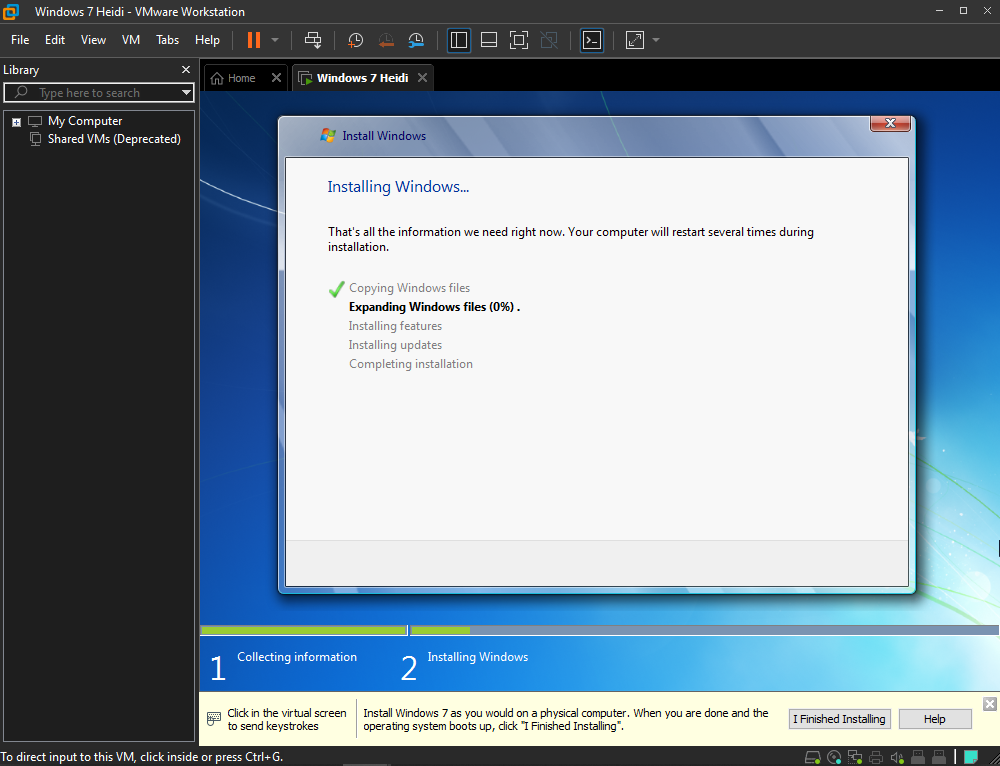 Windows 7 Heidi - VMware Workstation
File Edit View VM Tabs Help
Library
Type here to search
My Computer
Shared VMs (Deprecated)
Home
Windows 7 Heidi
Install Windows
Installing Windows...
That's all the information we need right now. Your computer will restart several times during
installation.
Copying Windows files
Expanding Windows files (0%) .
Installing features
Installing updates
Completing installation
1 Collecting information
2 Installing Windows
Click in the virtual screen
to send keystrokes
Install Windows 7 as you would on a physical computer. When you are done and the
operating system boots up, click "I Finished Installing".
I Finished Installing
Help
To direct input to this VM, click inside or press Ctrl+G.